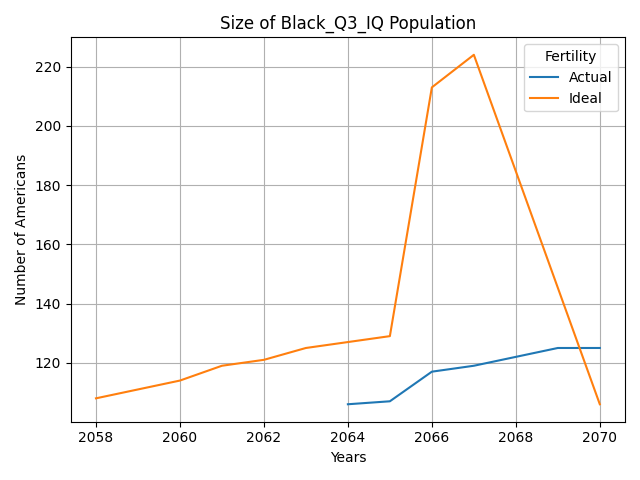 Size of Black_Q3_IQ Population
Fertility
Actual
Ideal
Number of Americans
220
200
180
160
140
120
2058
2060
2062
2064
2066
2068
2070
Years